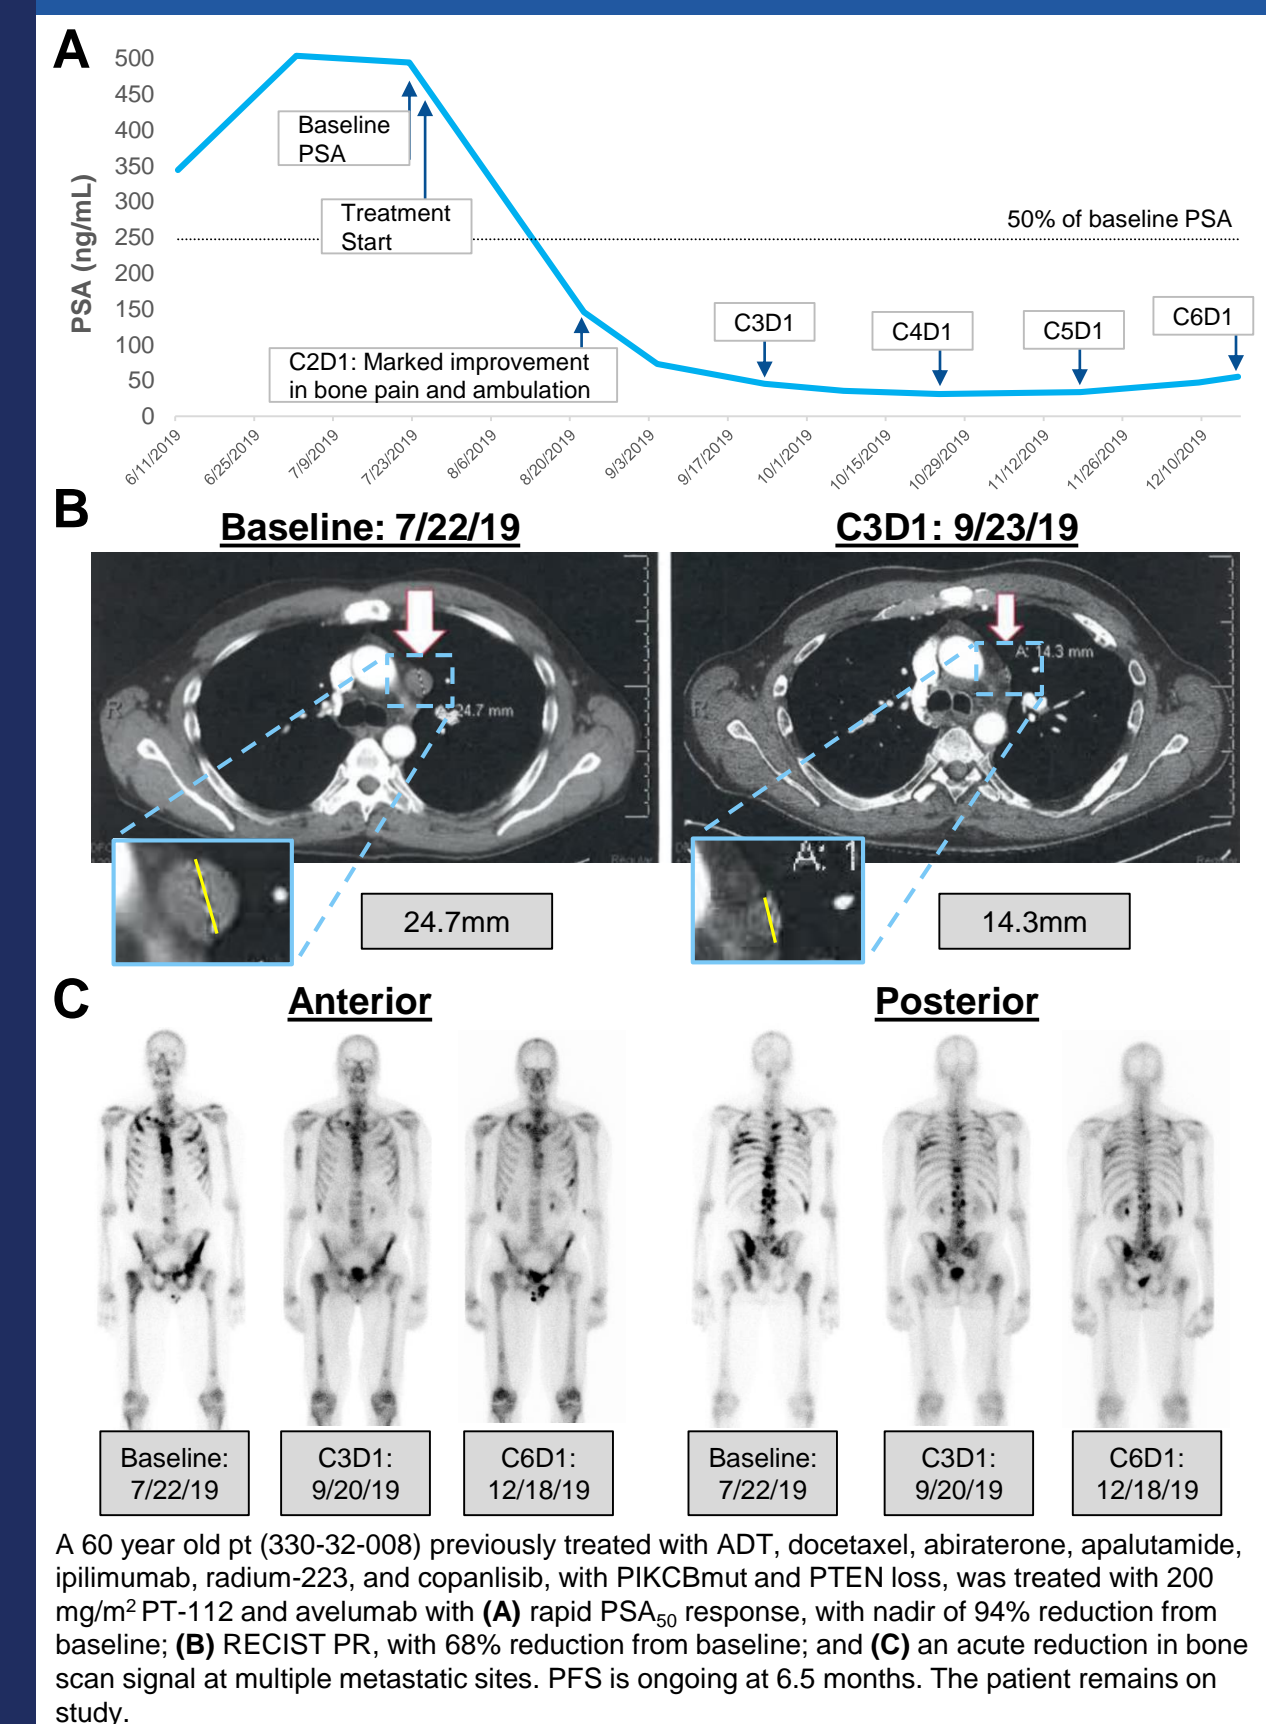 A
500
450
400
350
300
250
200
150
100
50
0
PSA (ng/mL)
Baseline
PSA
Treatment
Start
50% of baseline PSA
C2D1: Marked improvement
in bone pain and ambulation
C3D1
C4D1
C5D1
C6D1
6/11/2019
6/25/2019
7/9/2019
7/23/2019
8/6/2019
8/20/2019
9/3/2019
9/17/2019
10/1/2019
10/15/2019
10/29/2019
11/12/2019
11/26/2019
12/10/2019
B
Baseline: 7/22/19
C3D1: 9/23/19
R
24.7 mm
R
A: 14.3 mm
A: 1
24.7mm
14.3mm
C
Anterior
Posterior
Baseline:
7/22/19
C3D1:
9/20/19
C6D1:
12/18/19
Baseline:
7/22/19
C3D1:
9/20/19
C6D1:
12/18/19
A 60 year old pt (330-32-008) previously treated with ADT, docetaxel, abiraterone, apalutamide,
ipilimumab, radium-223, and copanlisib, with PIKCBmut and PTEN loss, was treated with 200
mg/m² PT-112 and avelumab with (A) rapid PSA₅₀ response, with nadir of 94% reduction from
baseline; (B) RECIST PR, with 68% reduction from baseline; and (C) an acute reduction in bone
scan signal at multiple metastatic sites. PFS is ongoing at 6.5 months. The patient remains on
study.